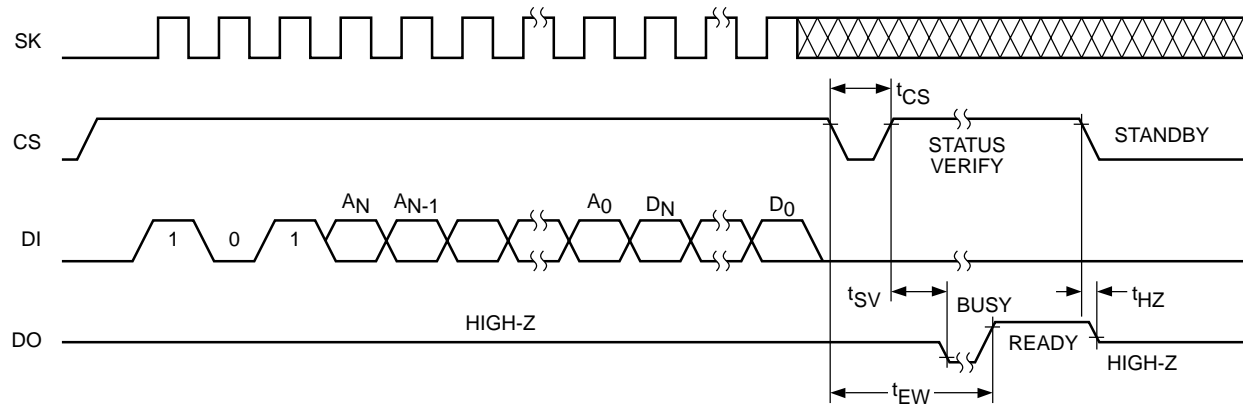 SK
tCS
CS
STATUS
VERIFY
STANDBY
AN
AN-1
A0
DN
D0
DI
1
0
1
tSV
BUSY
tHZ
HIGH-Z
DO
READY
HIGH-Z
tEW